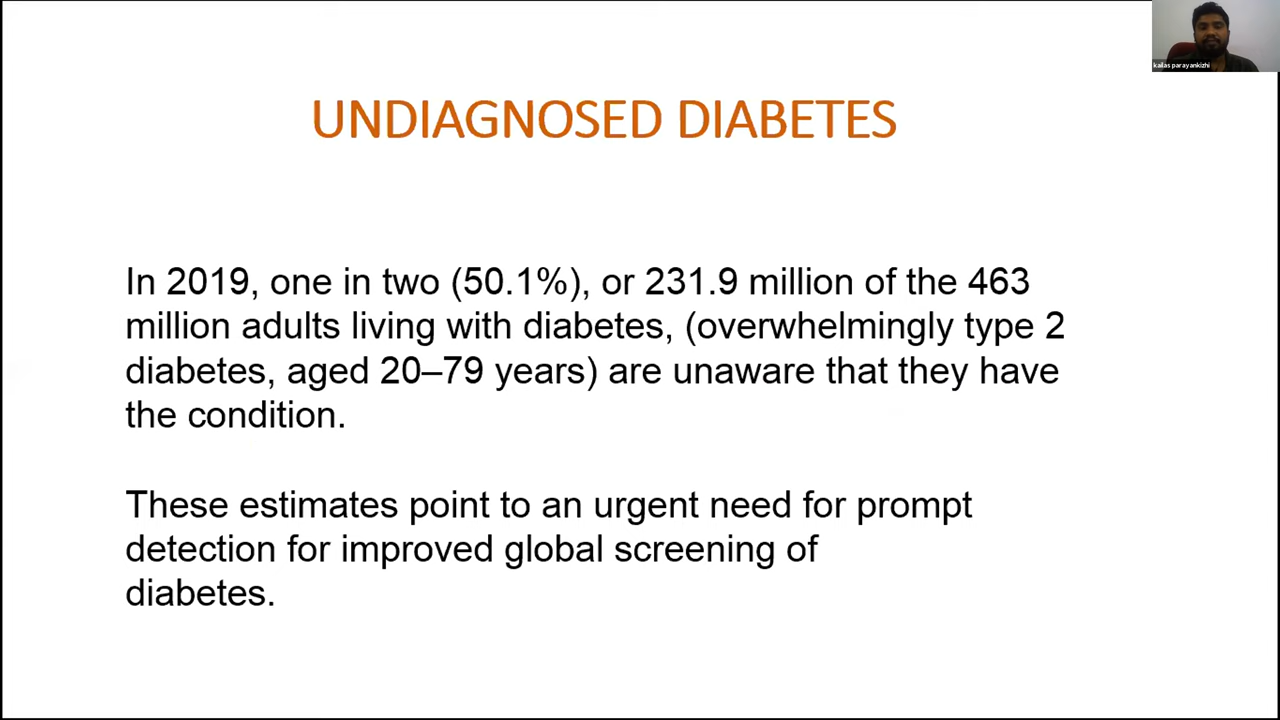 kailas parayankizhi
UNDIAGNOSED DIABETES
In 2019, one in two (50.1%), or 231.9 million of the 463
million adults living with diabetes, (overwhelmingly type 2
diabetes, aged 20–79 years) are unaware that they have
the condition.
These estimates point to an urgent need for prompt
detection for improved global screening of
diabetes.